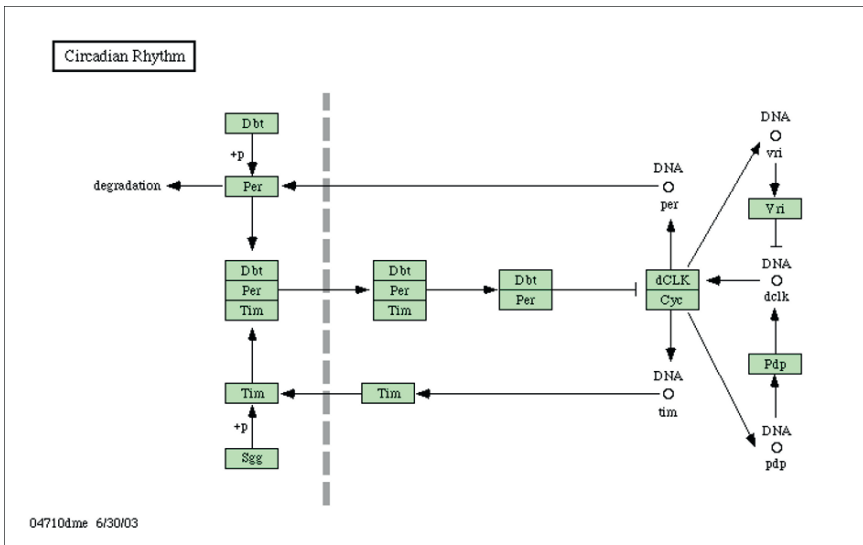 Circadian Rhythm
Dbt
+p
degradation
Per
DNA
per
DNA
vri
Vri
Dbt
Per
Tim
Dbt
Per
Tim
Dbt
Per
dCLK
Cyc
DNA
dclk
Pdp
DNA
pdp
Tim
Tim
DNA
tim
+p
Sgg
04710dme 6/30/03